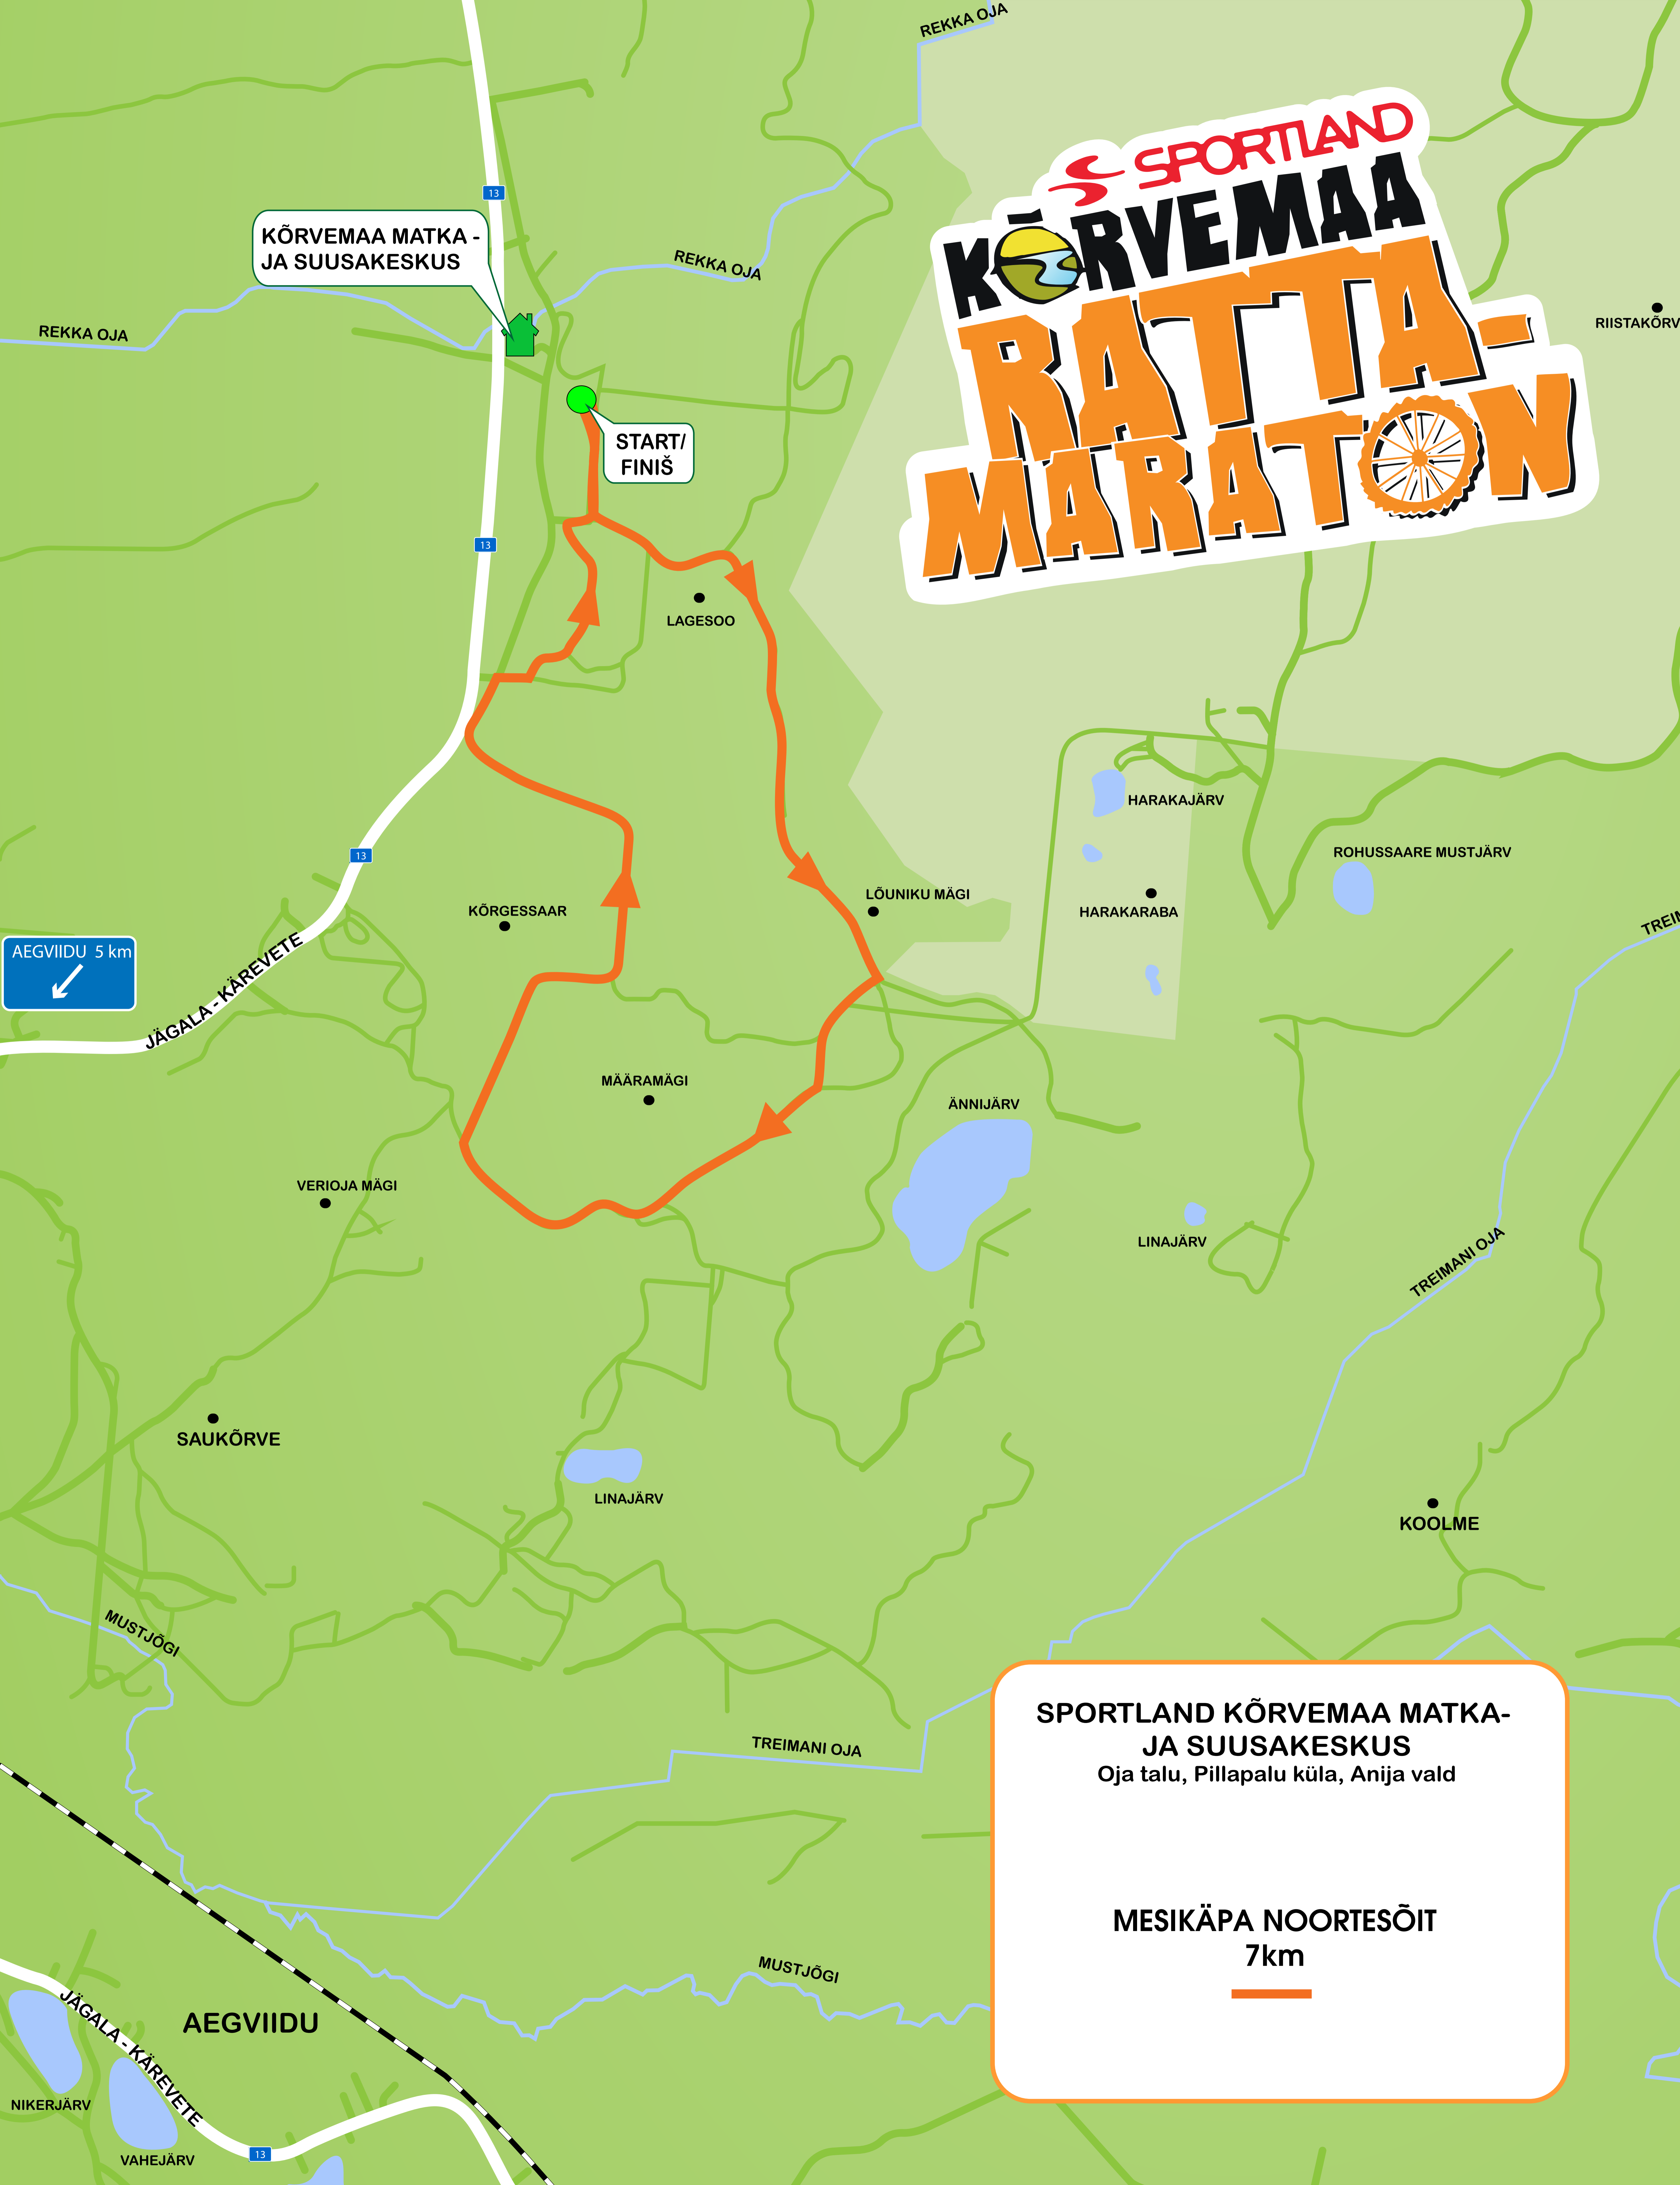 REKKA OJA
SPORTLAND
KÕRVEMAA
RATTA-
MARATON
13
KÕRVEMAA MATKA -
JA SUUSAKESKUS
REKKA OJA
REKKA OJA
RIISTAKÕRV
START/
FINIŠ
13
LAGESOO
HARAKAJÄRV
13
ROHUSSAARE MUSTJÄRV
LÕUNIKU MÄGI
KÕRGESSAAR
HARAKARABA
TREIM
AEGVIIDU 5 km
JÄGALA - KÄREVETE
MÄÄRAMÄGI
ÄNNIJÄRV
VERIOJA MÄGI
LINAJÄRV
TREIMANI OJA
SAUKÕRVE
LINAJÄRV
KOOLME
MUSTJÕGI
TREIMANI OJA
SPORTLAND KÕRVEMAA MATKA-
JA SUUSAKESKUS
Oja talu, Pillapalu küla, Anija vald
MESIKÄPA NOORTESÕIT
7km
MUSTJÕGI
JÄGALA - KÄREVETE
AEGVIIDU
NIKERJÄRV
VAHEJÄRV
13